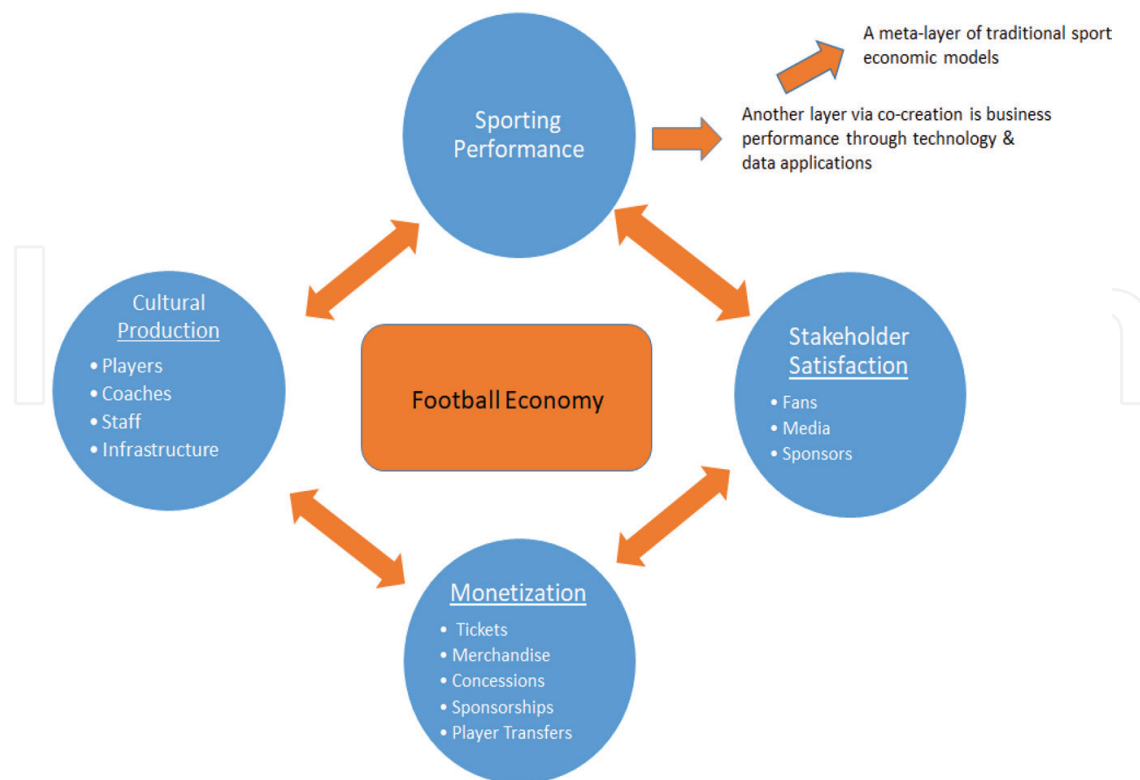 Sporting
Performance
A meta-layer of traditional sport
economic models
Another layer via co-creation is business
performance through technology &
data applications
Cultural
Production
• Players
• Coaches
• Staff
• Infrastructure
Football Economy
Stakeholder
Satisfaction
• Fans
• Media
• Sponsors
Monetization
• Tickets
• Merchandise
• Concessions
• Sponsorships
• Player Transfers